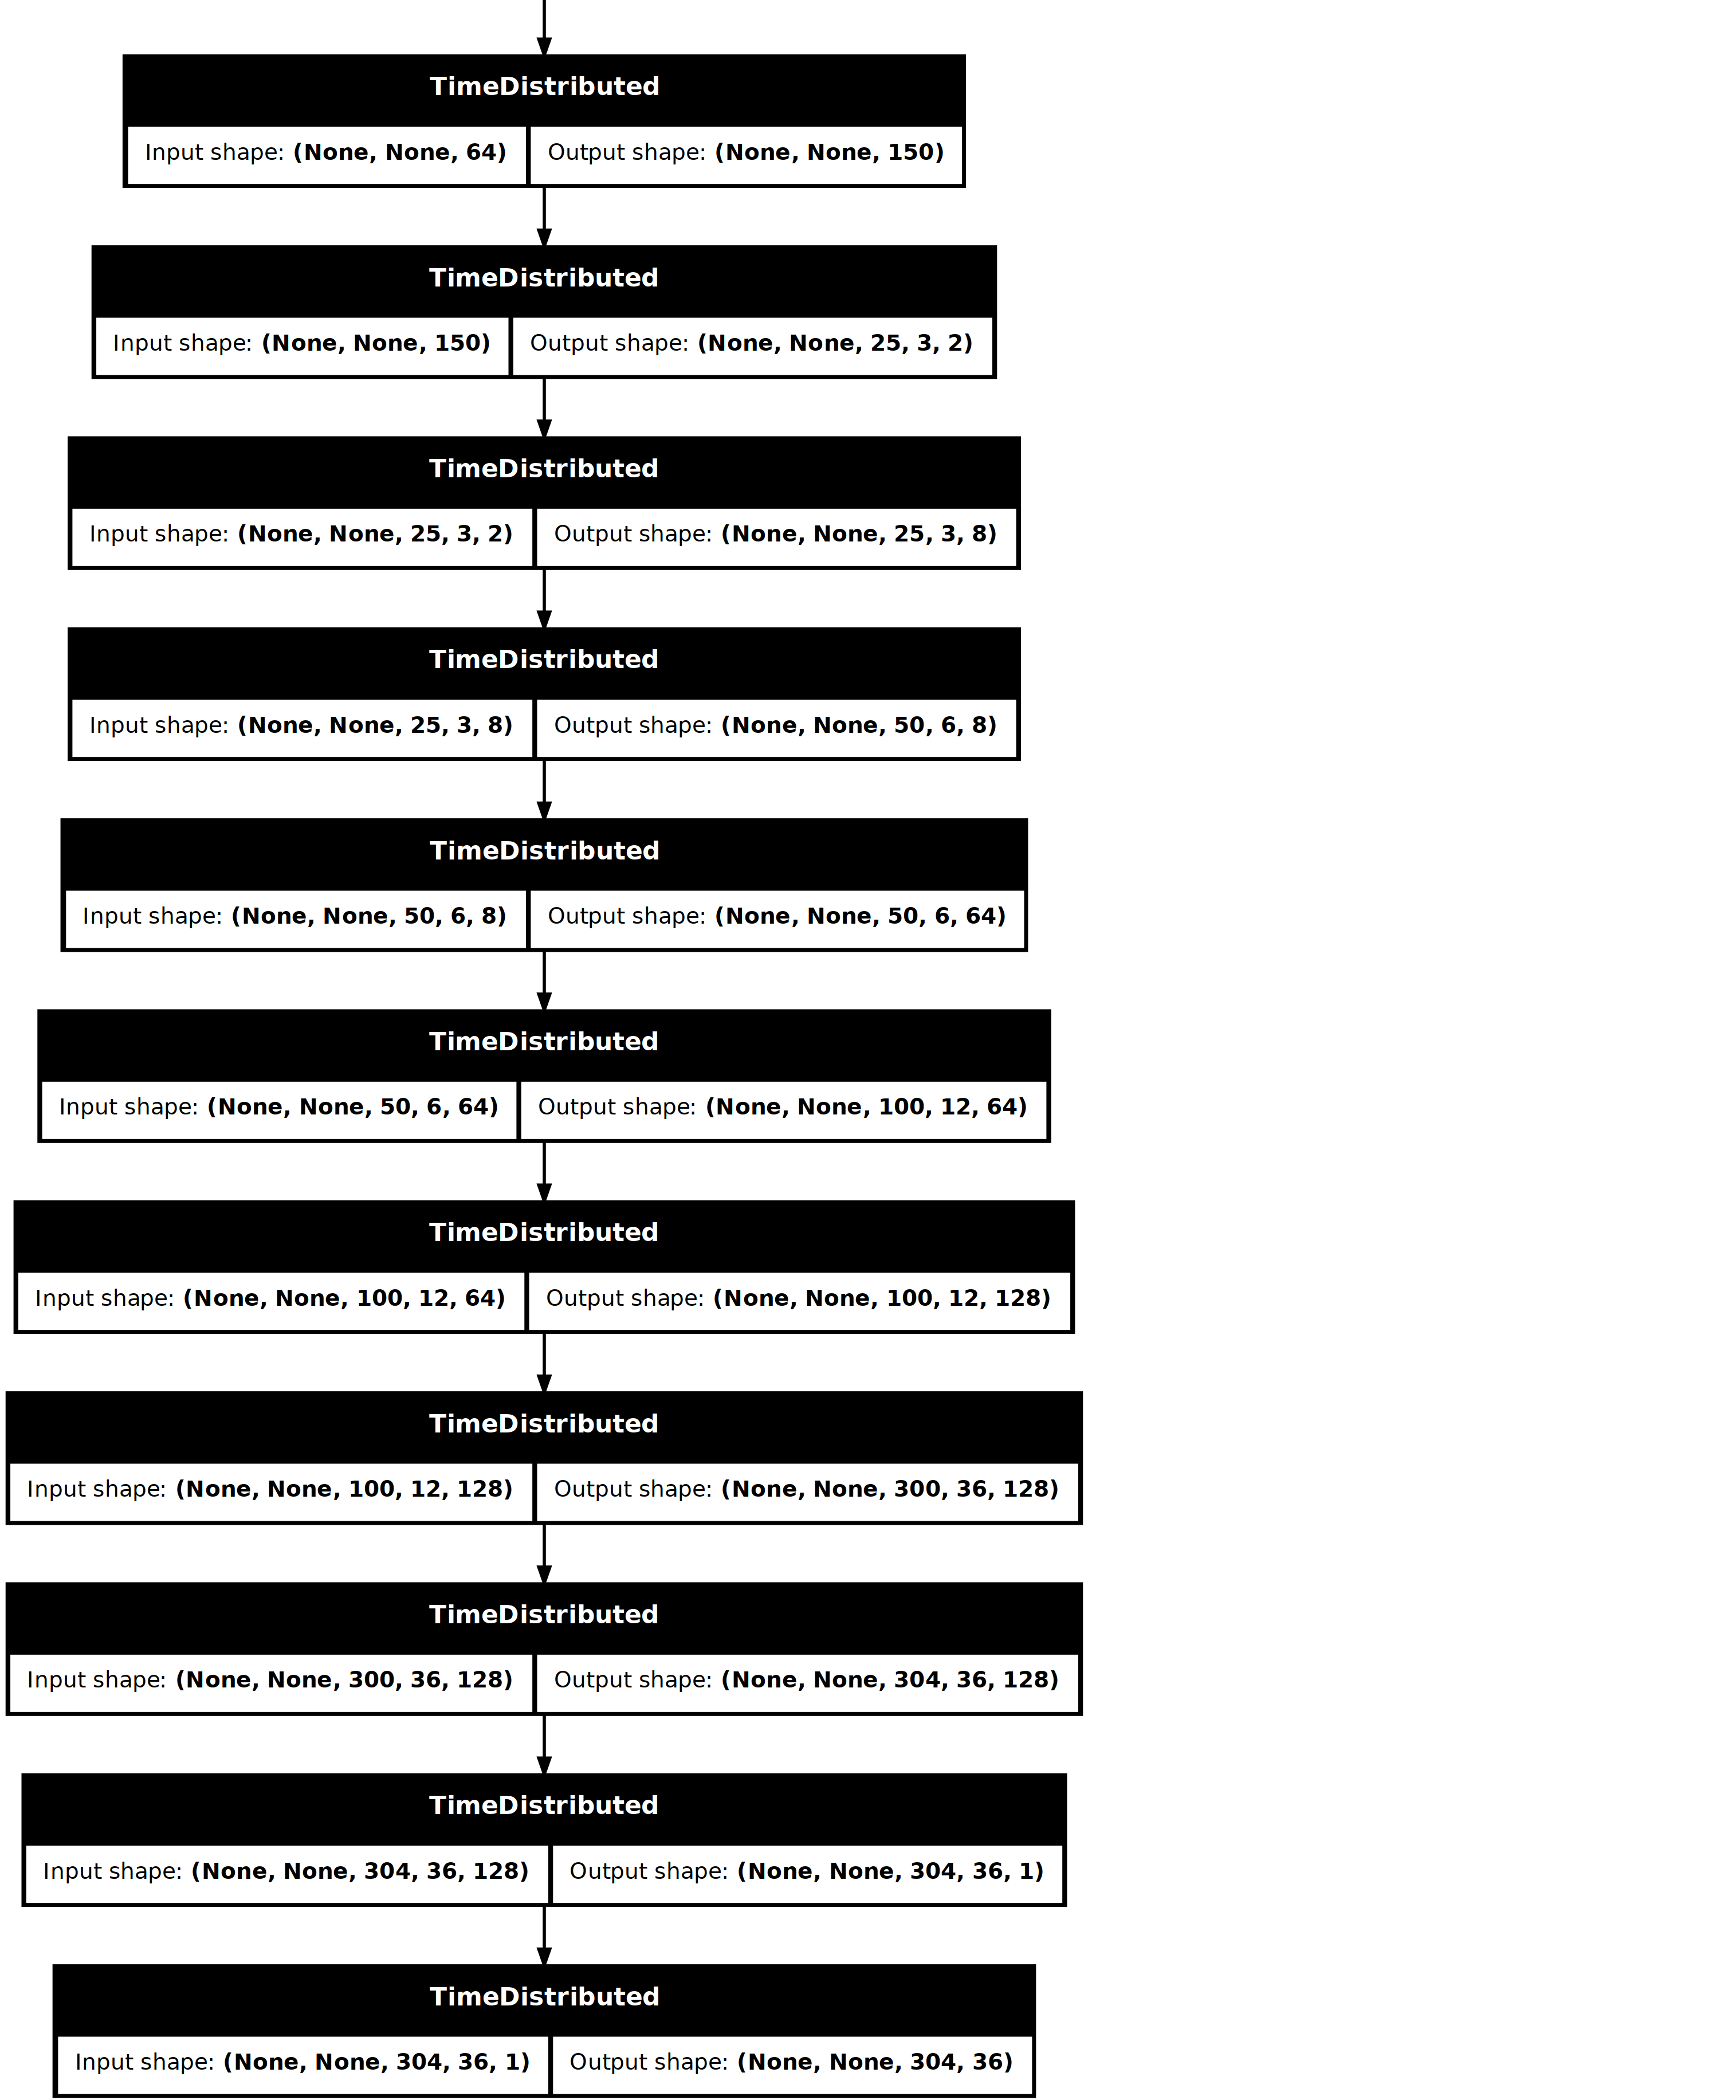 TimeDistributed
Input shape: (None, None, 64) Output shape: (None, None, 150)
TimeDistributed
Input shape: (None, None, 150) Output shape: (None, None, 25, 3, 2)
TimeDistributed
Input shape: (None, None, 25, 3, 2) Output shape: (None, None, 25, 3, 8)
TimeDistributed
Input shape: (None, None, 25, 3, 8) Output shape: (None, None, 50, 6, 8)
TimeDistributed
Input shape: (None, None, 50, 6, 8) Output shape: (None, None, 50, 6, 64)
TimeDistributed
Input shape: (None, None, 50, 6, 64) Output shape: (None, None, 100, 12, 64)
TimeDistributed
Input shape: (None, None, 100, 12, 64) Output shape: (None, None, 100, 12, 128)
TimeDistributed
Input shape: (None, None, 100, 12, 128) Output shape: (None, None, 300, 36, 128)
TimeDistributed
Input shape: (None, None, 300, 36, 128) Output shape: (None, None, 304, 36, 128)
TimeDistributed
Input shape: (None, None, 304, 36, 128) Output shape: (None, None, 304, 36, 1)
TimeDistributed
Input shape: (None, None, 304, 36, 1) Output shape: (None, None, 304, 36)